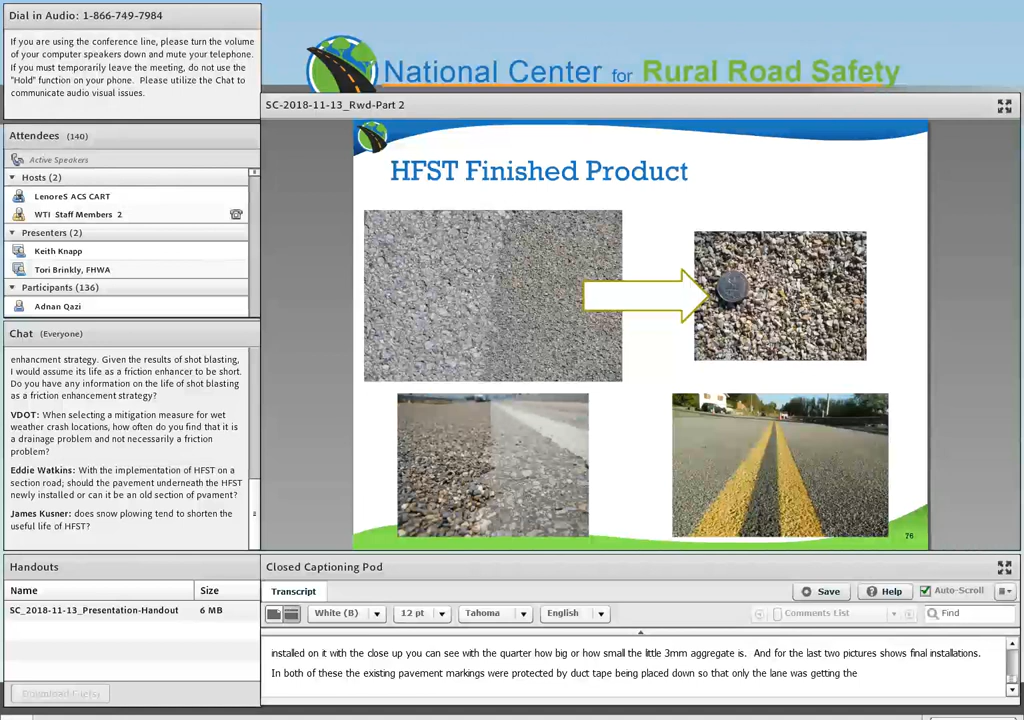 Dial in Audio: 1-866-749-7984
If you are using the conference line, please turn the volume
of your computer speakers down and mute your telephone.
If you must temporarily leave the meeting, do not use the
"Hold" function on your phone. Please utilize the Chat to
communicate audio visual issues.
National Center for Rural Road Safety
SC-2018-11-13_Rwd-Part 2
Attendees (140)
Active Speakers
Hosts (2)
LenoreS ACS CART
WTI Staff Members 2
Presenters (2)
Keith Knapp
Tori Brinkly, FHWA
Participants (136)
Adnan Qazi
HFST Finished Product
76
Chat (Everyone)
enhancment strategy. Given the results of shot blasting,
I would assume its life as a friction enhancer to be short.
Do you have any information on the life of shot blasting
as a friction enhancement strategy?
VDOT: When selecting a mitigation measure for wet
weather crash locations, how often do you find that it is
a drainage problem and not necessarily a friction
problem?
Eddie Watkins: With the implementation of HFST on a
section road; should the pavement underneath the HFST
newly installed or can it be an old section of pvament?
James Kusner: does snow plowing tend to shorten the
useful life of HFST?
Handouts
Name Size
SC_2018-11-13_Presentation-Handout 6 MB
Download File(s)
Closed Captioning Pod
Transcript
Save
Help
Auto-Scroll
White (B)
12 pt
Tahoma
English
Comments List
Find
installed on it with the close up you can see with the quarter how big or how small the little 3mm aggregate is. And for the last two pictures shows final installations.
In both of these the existing pavement markings were protected by duct tape being placed down so that only the lane was getting the